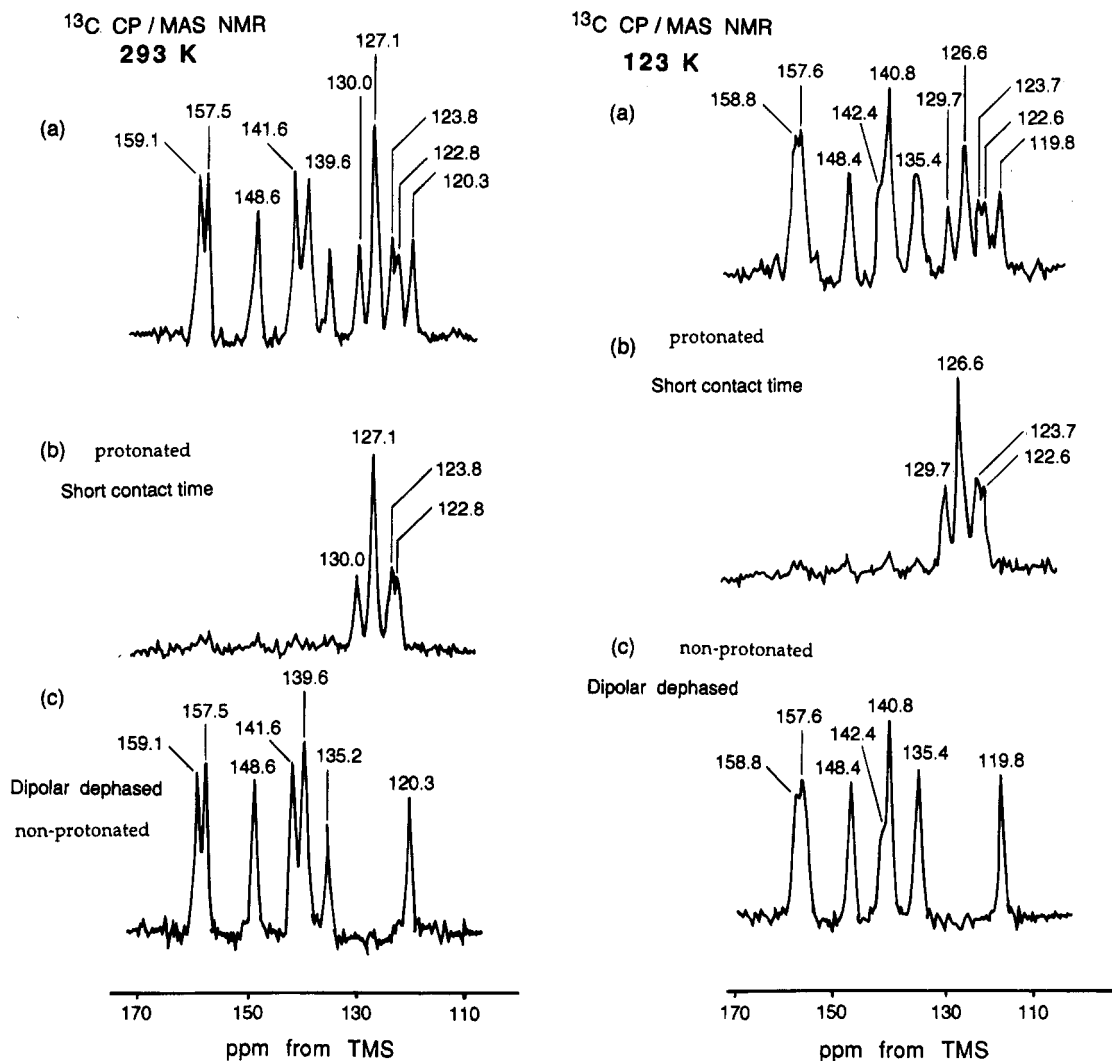 ¹³C CP / MAS NMR
293 K
(a)
159.1
157.5
148.6
141.6
139.6
130.0
127.1
123.8
122.8
120.3
(b) protonated
Short contact time
130.0
127.1
123.8
122.8
(c)
Dipolar dephased
non-protonated
159.1
157.5
148.6
141.6
139.6
135.2
120.3
170 150 130 110
ppm from TMS
¹³C CP / MAS NMR
123 K
(a)
158.8
157.6
148.4
142.4
140.8
135.4
129.7
126.6
123.7
122.6
119.8
(b) protonated
Short contact time
129.7
126.6
123.7
122.6
(c) non-protonated
Dipolar dephased
158.8
157.6
148.4
142.4
140.8
135.4
119.8
170 150 130 110
ppm from TMS